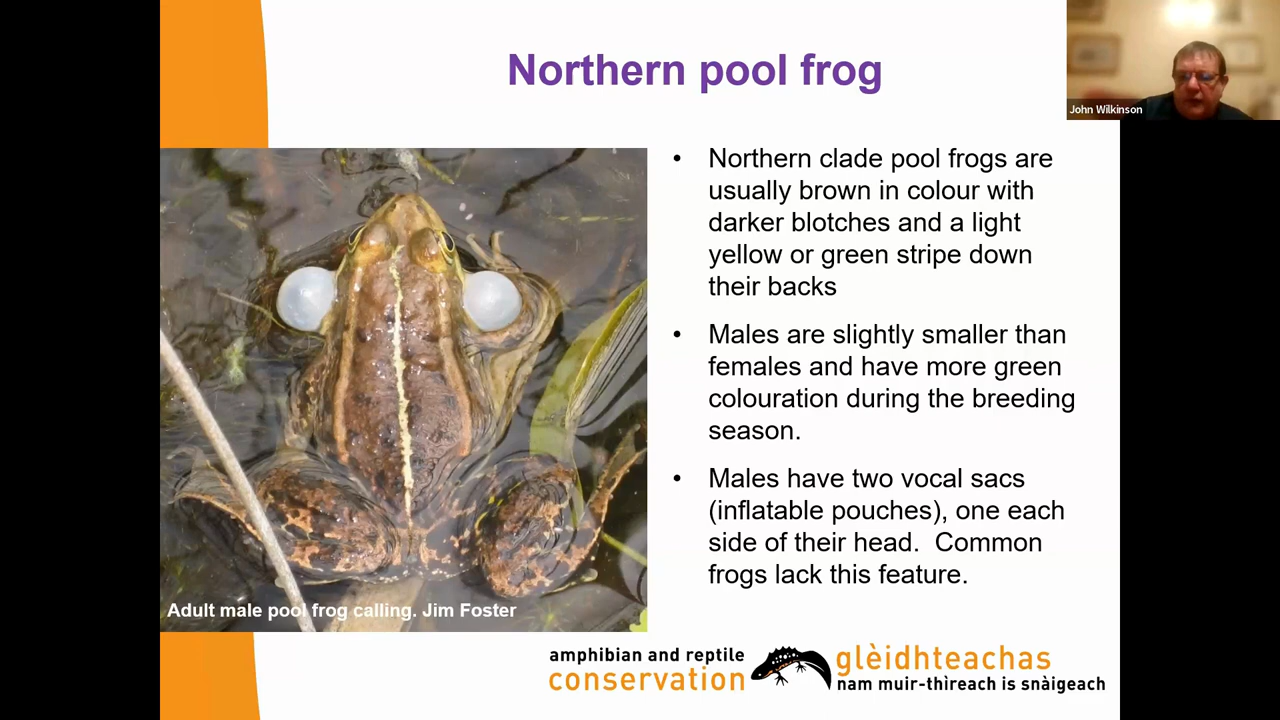 Northern pool frog
John Wilkinson
• Northern clade pool frogs are
usually brown in colour with
darker blotches and a light
yellow or green stripe down
their backs
• Males are slightly smaller than
females and have more green
colouration during the breeding
season.
• Males have two vocal sacs
(inflatable pouches), one each
side of their head.  Common
frogs lack this feature.
Adult male pool frog calling. Jim Foster
amphibian and reptile
conservation
glèidhteachas
nam muir-thìreach is snàigeach